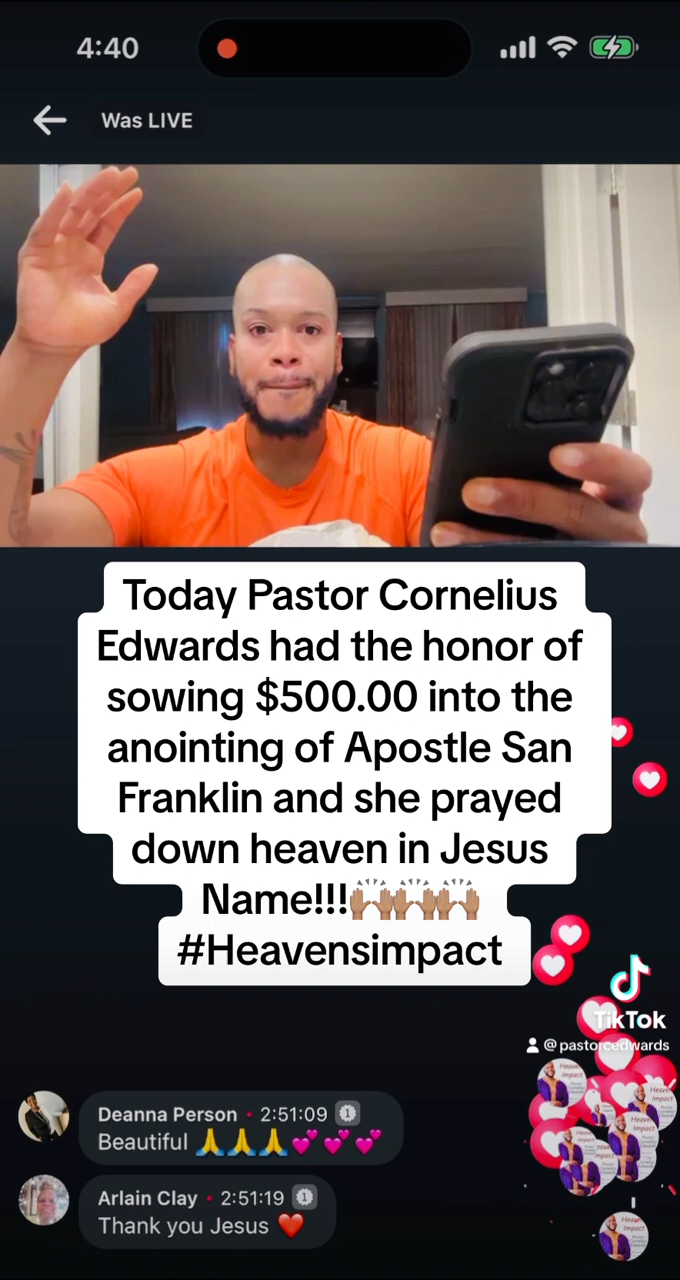 4:40
Was LIVE
Today Pastor Cornelius
Edwards had the honor of
sowing $500.00 into the
anointing of Apostle San
Franklin and she prayed
down heaven in Jesus
Name!!!🙌🏽🙌🏽🙌🏽
#Heavensimpact
TikTok
@pastorcedwards
Deanna Person • 2:51:09 1
Beautiful 🙏🙏🙏💕💕💕
Arlain Clay • 2:51:19 1
Thank you Jesus ❤️